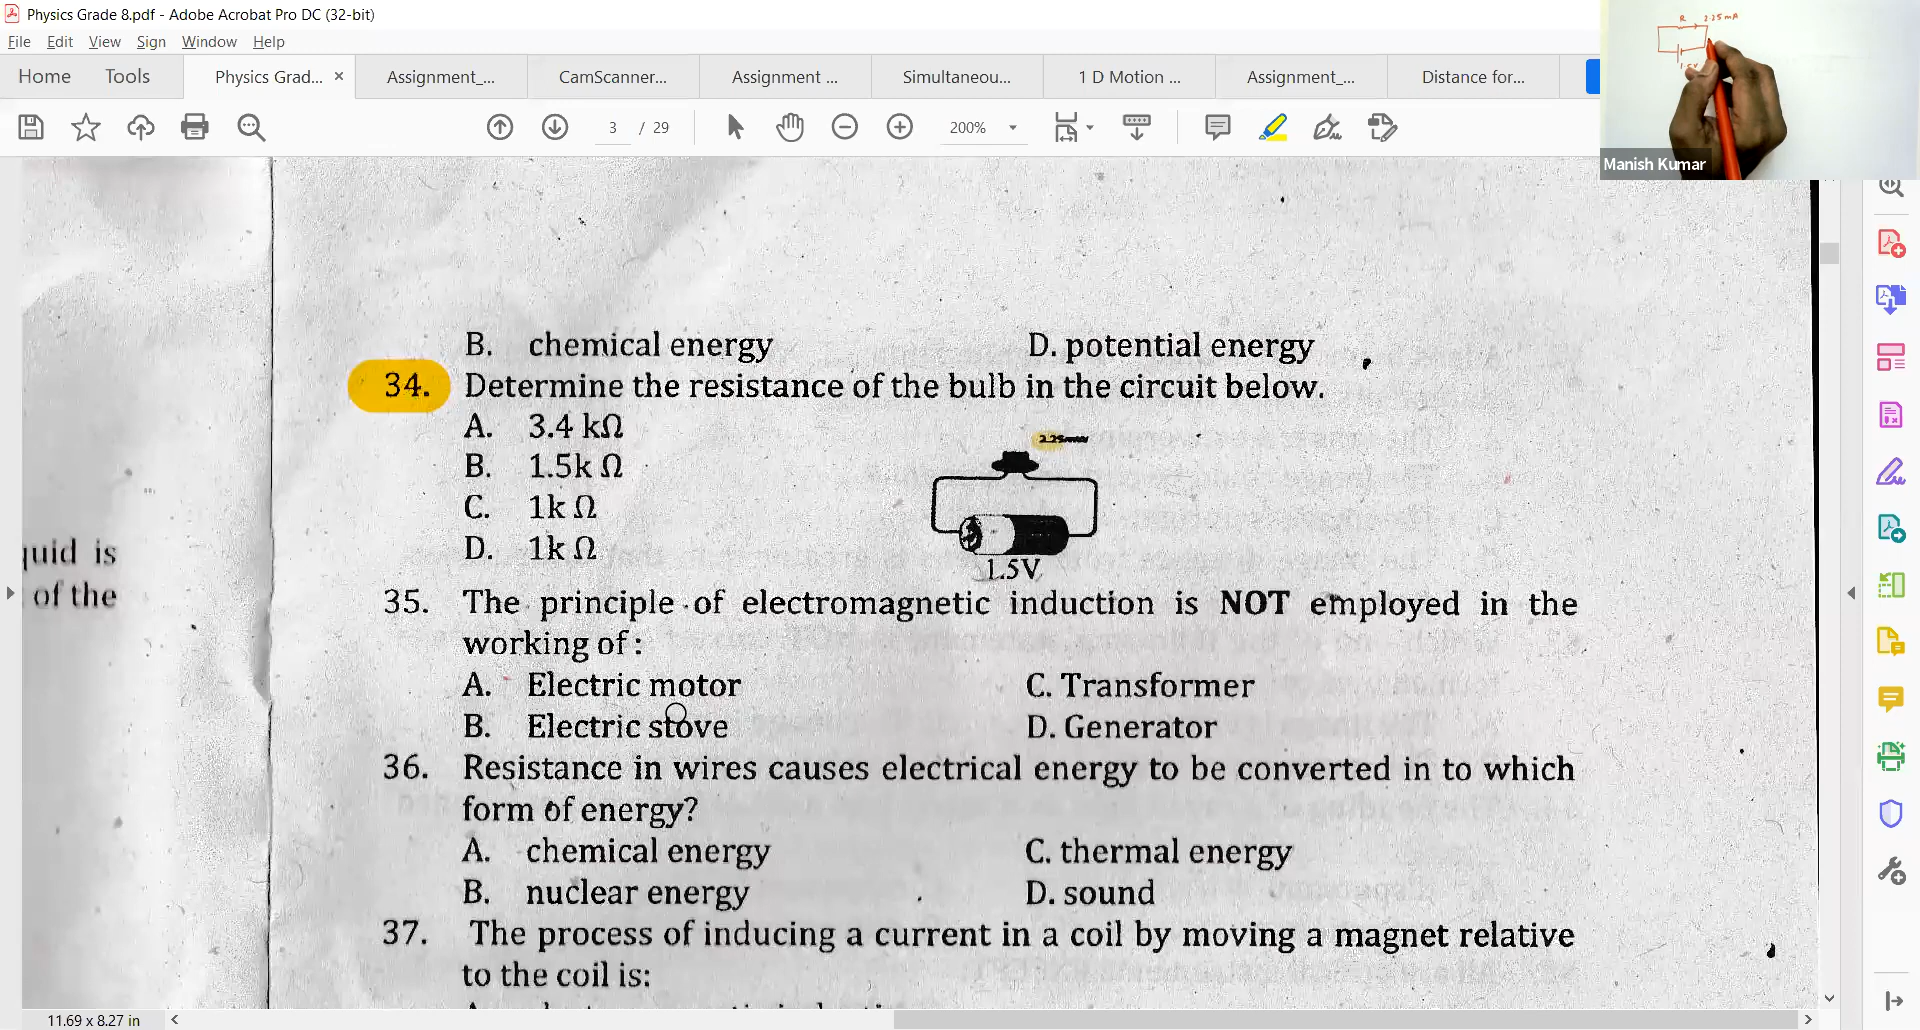 Physics Grade 8.pdf - Adobe Acrobat Pro DC (32-bit)
File Edit View Sign Window Help
Home Tools Physics Grad... × Assignment_... CamScanner... Assignment ... Simultaneou... 1 D Motion ... Assignment_... Distance for...
3 / 29 200%
R 2.25 mA
1.5V
Manish Kumar
B. chemical energy D. potential energy
34. Determine the resistance of the bulb in the circuit below.
A. 3.4 kΩ
B. 1.5k Ω
C. 1k Ω
D. 1k Ω
1.5V
quid is
of the
35. The principle of electromagnetic induction is NOT employed in the
working of :
A. Electric motor C. Transformer
B. Electric stove D. Generator
36. Resistance in wires causes electrical energy to be converted in to which
form of energy?
A. chemical energy C. thermal energy
B. nuclear energy D. sound
37. The process of inducing a current in a coil by moving a magnet relative
to the coil is:
11.69 x 8.27 in